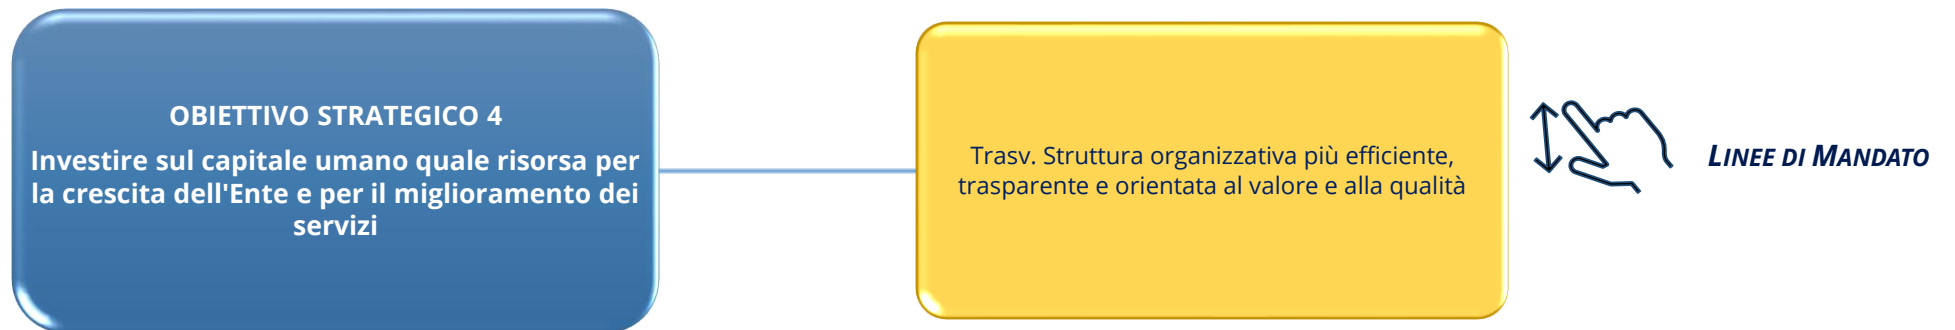 OBIETTIVO STRATEGICO 4
Investire sul capitale umano quale risorsa per
la crescita dell'Ente e per il miglioramento dei
servizi
Trasv. Struttura organizzativa più efficiente,
trasparente e orientata al valore e alla qualità
LINEE DI MANDATO